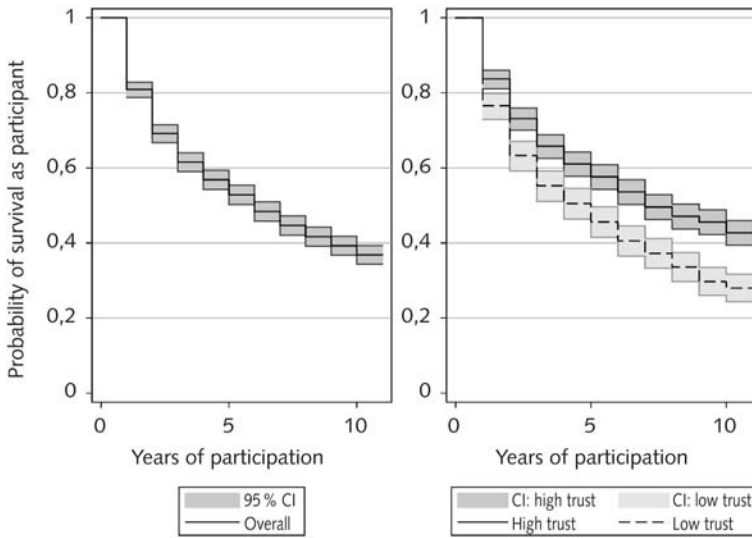 Probability of survival as participant
1
0,8
0,6
0,4
0,2
0
0
5
10
Years of participation
95 % CI
Overall
1
0,8
0,6
0,4
0,2
0
0
5
10
Years of participation
CI: high trust CI: low trust
High trust Low trust